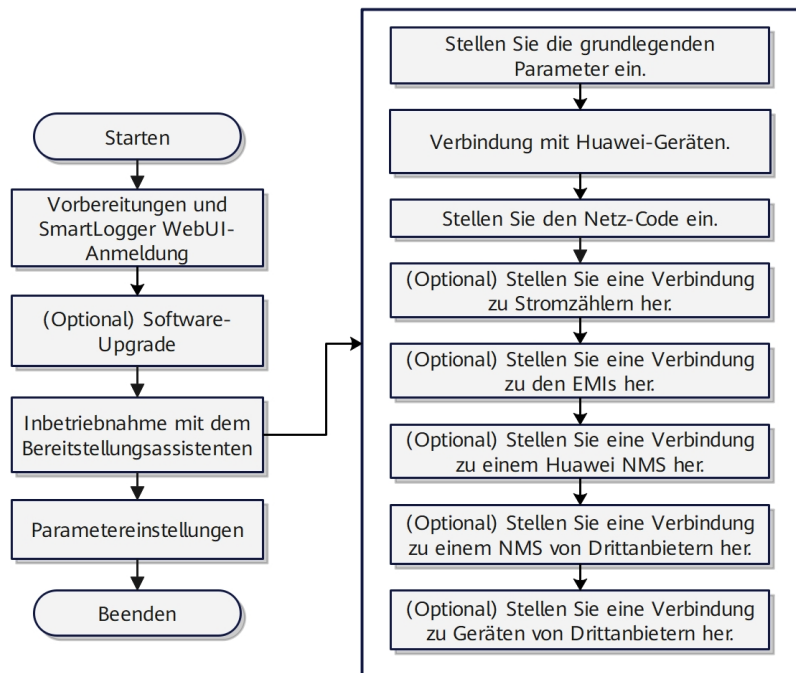 Starten
Vorbereitungen und
SmartLogger WebUI-
Anmeldung
(Optional) Software-
Upgrade
Inbetriebnahme mit dem
Bereitstellungsassistenten
Parametereinstellungen
Beenden
Stellen Sie die grundlegenden
Parameter ein.
Verbindung mit Huawei-Geräten.
Stellen Sie den Netz-Code ein.
(Optional) Stellen Sie eine Verbindung
zu Stromzählern her.
(Optional) Stellen Sie eine Verbindung
zu den EMIs her.
(Optional) Stellen Sie eine Verbindung
zu einem Huawei NMS her.
(Optional) Stellen Sie eine Verbindung
zu einem NMS von Drittanbietern her.
(Optional) Stellen Sie eine Verbindung
zu Geräten von Drittanbietern her.